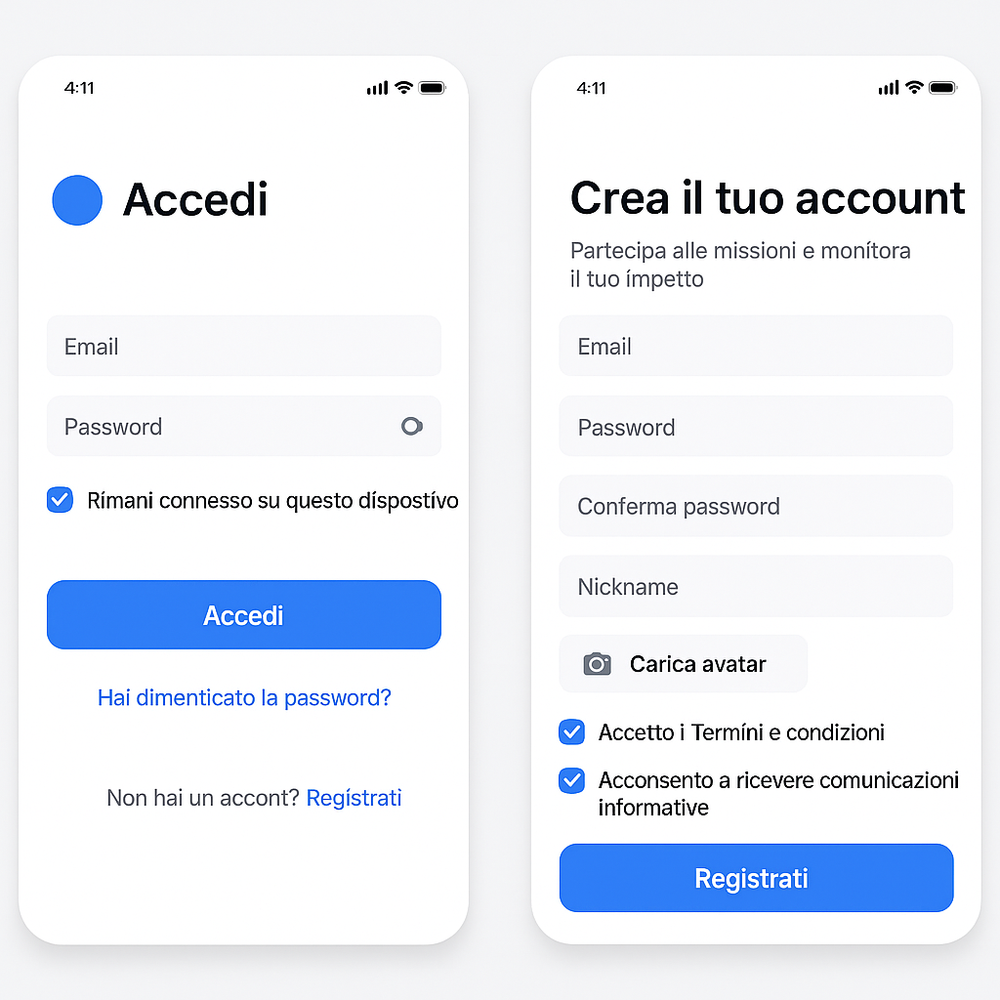 4:11
Accedi
Email
Password
Rímani connesso su questo díspostívo
Accedi
Hai dimenticato la password?
Non hai un accont? Regístratì
4:11
Crea il tuo account
Partecipa alle missioni e monítora
il tuo ímpetto
Email
Password
Conferma password
Nickname
Carica avatar
Accetto i Termíni e condizioni
Acconsento a ricevere comunicazioni
informative
Registrati